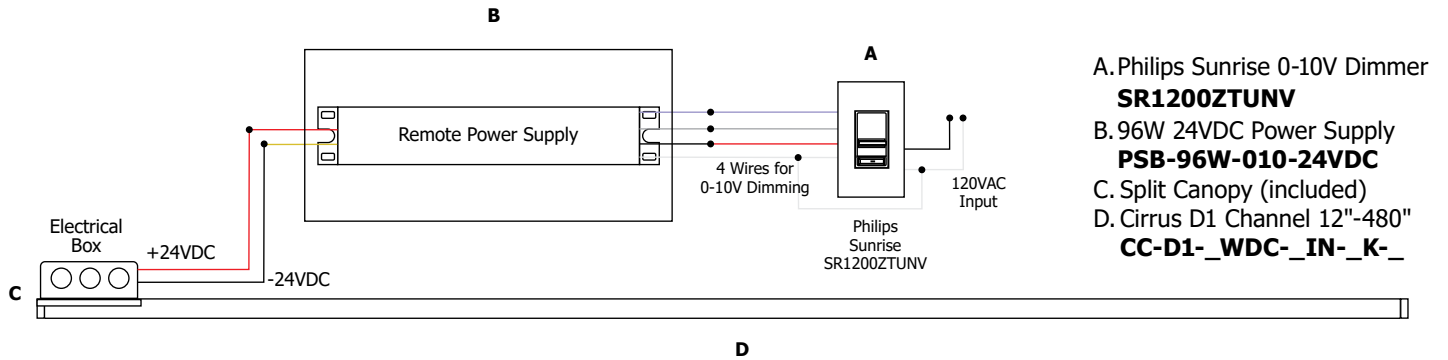 B
A
Remote Power Supply
4 Wires for
0-10V Dimming
120VAC
Input
Philips
Sunrise
SR1200ZTUNV
Electrical
Box
+24VDC
-24VDC
C
D
A. Philips Sunrise 0-10V Dimmer
SR1200ZTUNV
B. 96W 24VDC Power Supply
PSB-96W-010-24VDC
C. Split Canopy (included)
D. Cirrus D1 Channel 12"-480"
CC-D1-_WDC-_IN-_K-_